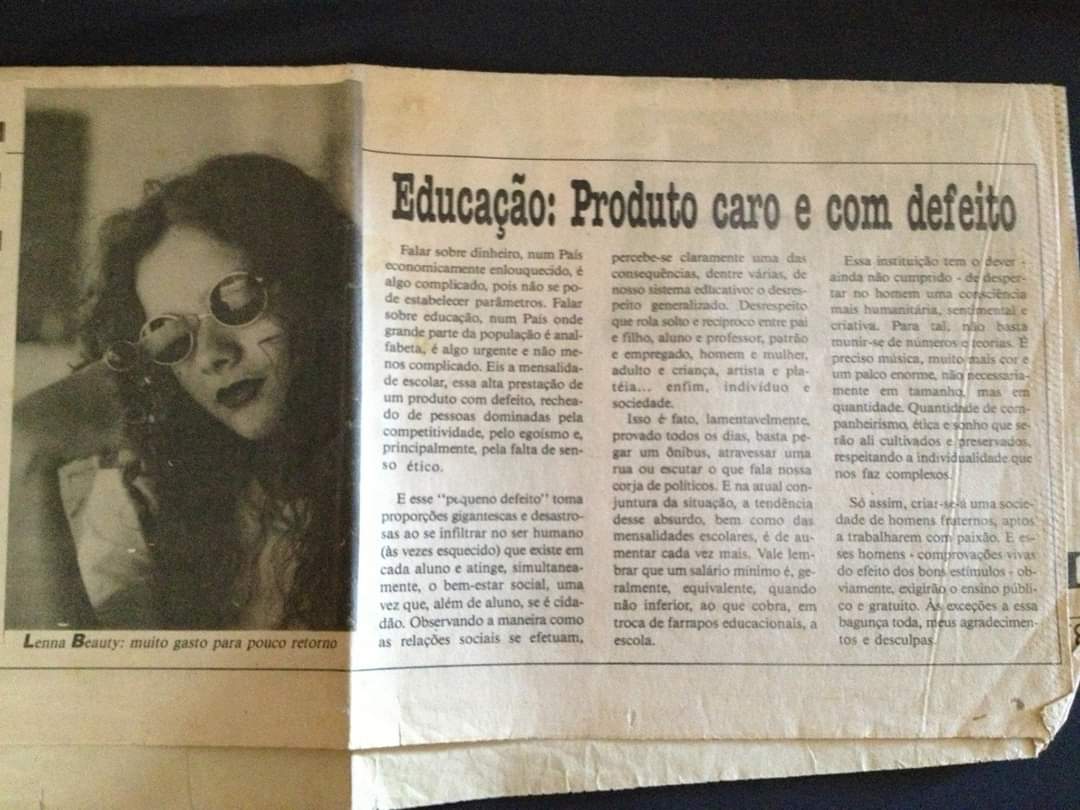 Educação: Produto caro e com defeito
Falar sobre dinheiro, num País
economicamente enlouquecido, é
algo complicado, pois não se po-
de estabelecer parâmetros. Falar
sobre educação, num País onde
grande parte da população é anal-
fabeta, é algo urgente e não me-
nos complicado. Eis a mensalida-
de escolar, essa alta prestação de
um produto com defeito, rechea-
do de pessoas dominadas pela
competitividade, pelo egoísmo e,
principalmente, pela falta de sen-
so ético.
E esse "pequeno defeito" toma
proporções gigantescas e desastro-
sas ao se infiltrar no ser humano
(às vezes esquecido) que existe em
cada aluno e atinge, simultanea-
mente, o bem-estar social, uma
vez que, além de aluno, se é cida-
dão. Observando a maneira como
as relações sociais se efetuam,
percebe-se claramente uma das
consequências, dentre várias, de
nosso sistema educativo: o desres-
peito generalizado. Desrespeito
que rola solto e recíproco entre pai
e filho, aluno e professor, patrão
e empregado, homem e mulher,
adulto e criança, artista e pla-
téia... enfim, indivíduo e
sociedade.
Isso é fato, lamentavelmente,
provado todos os dias, basta pe-
gar um ônibus, atravessar uma
rua ou escutar o que fala nossa
corja de políticos. E na atual con-
juntura da situação, a tendência
desse absurdo, bem como das
mensalidades escolares, é de au-
mentar cada vez mais. Vale lem-
brar que um salário mínimo é, ge-
ralmente, equivalente, quando
não inferior, ao que cobra, em
troca de farrapos educacionais, a
escola.
Essa instituição tem o dever -
ainda não cumprido - de desper-
tar no homem uma consciência
mais humanitária, sentimental e
criativa. Para tal, não basta
munir-se de números e teorias. É
preciso música, muito mais cor e
um palco enorme, não necessaria-
mente em tamanho, mas em
quantidade. Quantidade de com-
panheirismo, ética e sonho que se-
rão ali cultivados e preservados,
respeitando a individualidade que
nos faz complexos.
Só assim, criar-se-á uma socie-
dade de homens fraternos, aptos
a trabalharem com paixão. E es-
ses homens - comprovações vivas
do efeito dos bons estímulos - ob-
viamente, exigirão o ensino públi-
co e gratuito. Às exceções a essa
bagunça toda, meus agradecimen-
tos e desculpas.
Lenna Beauty: muito gasto para pouco retorno